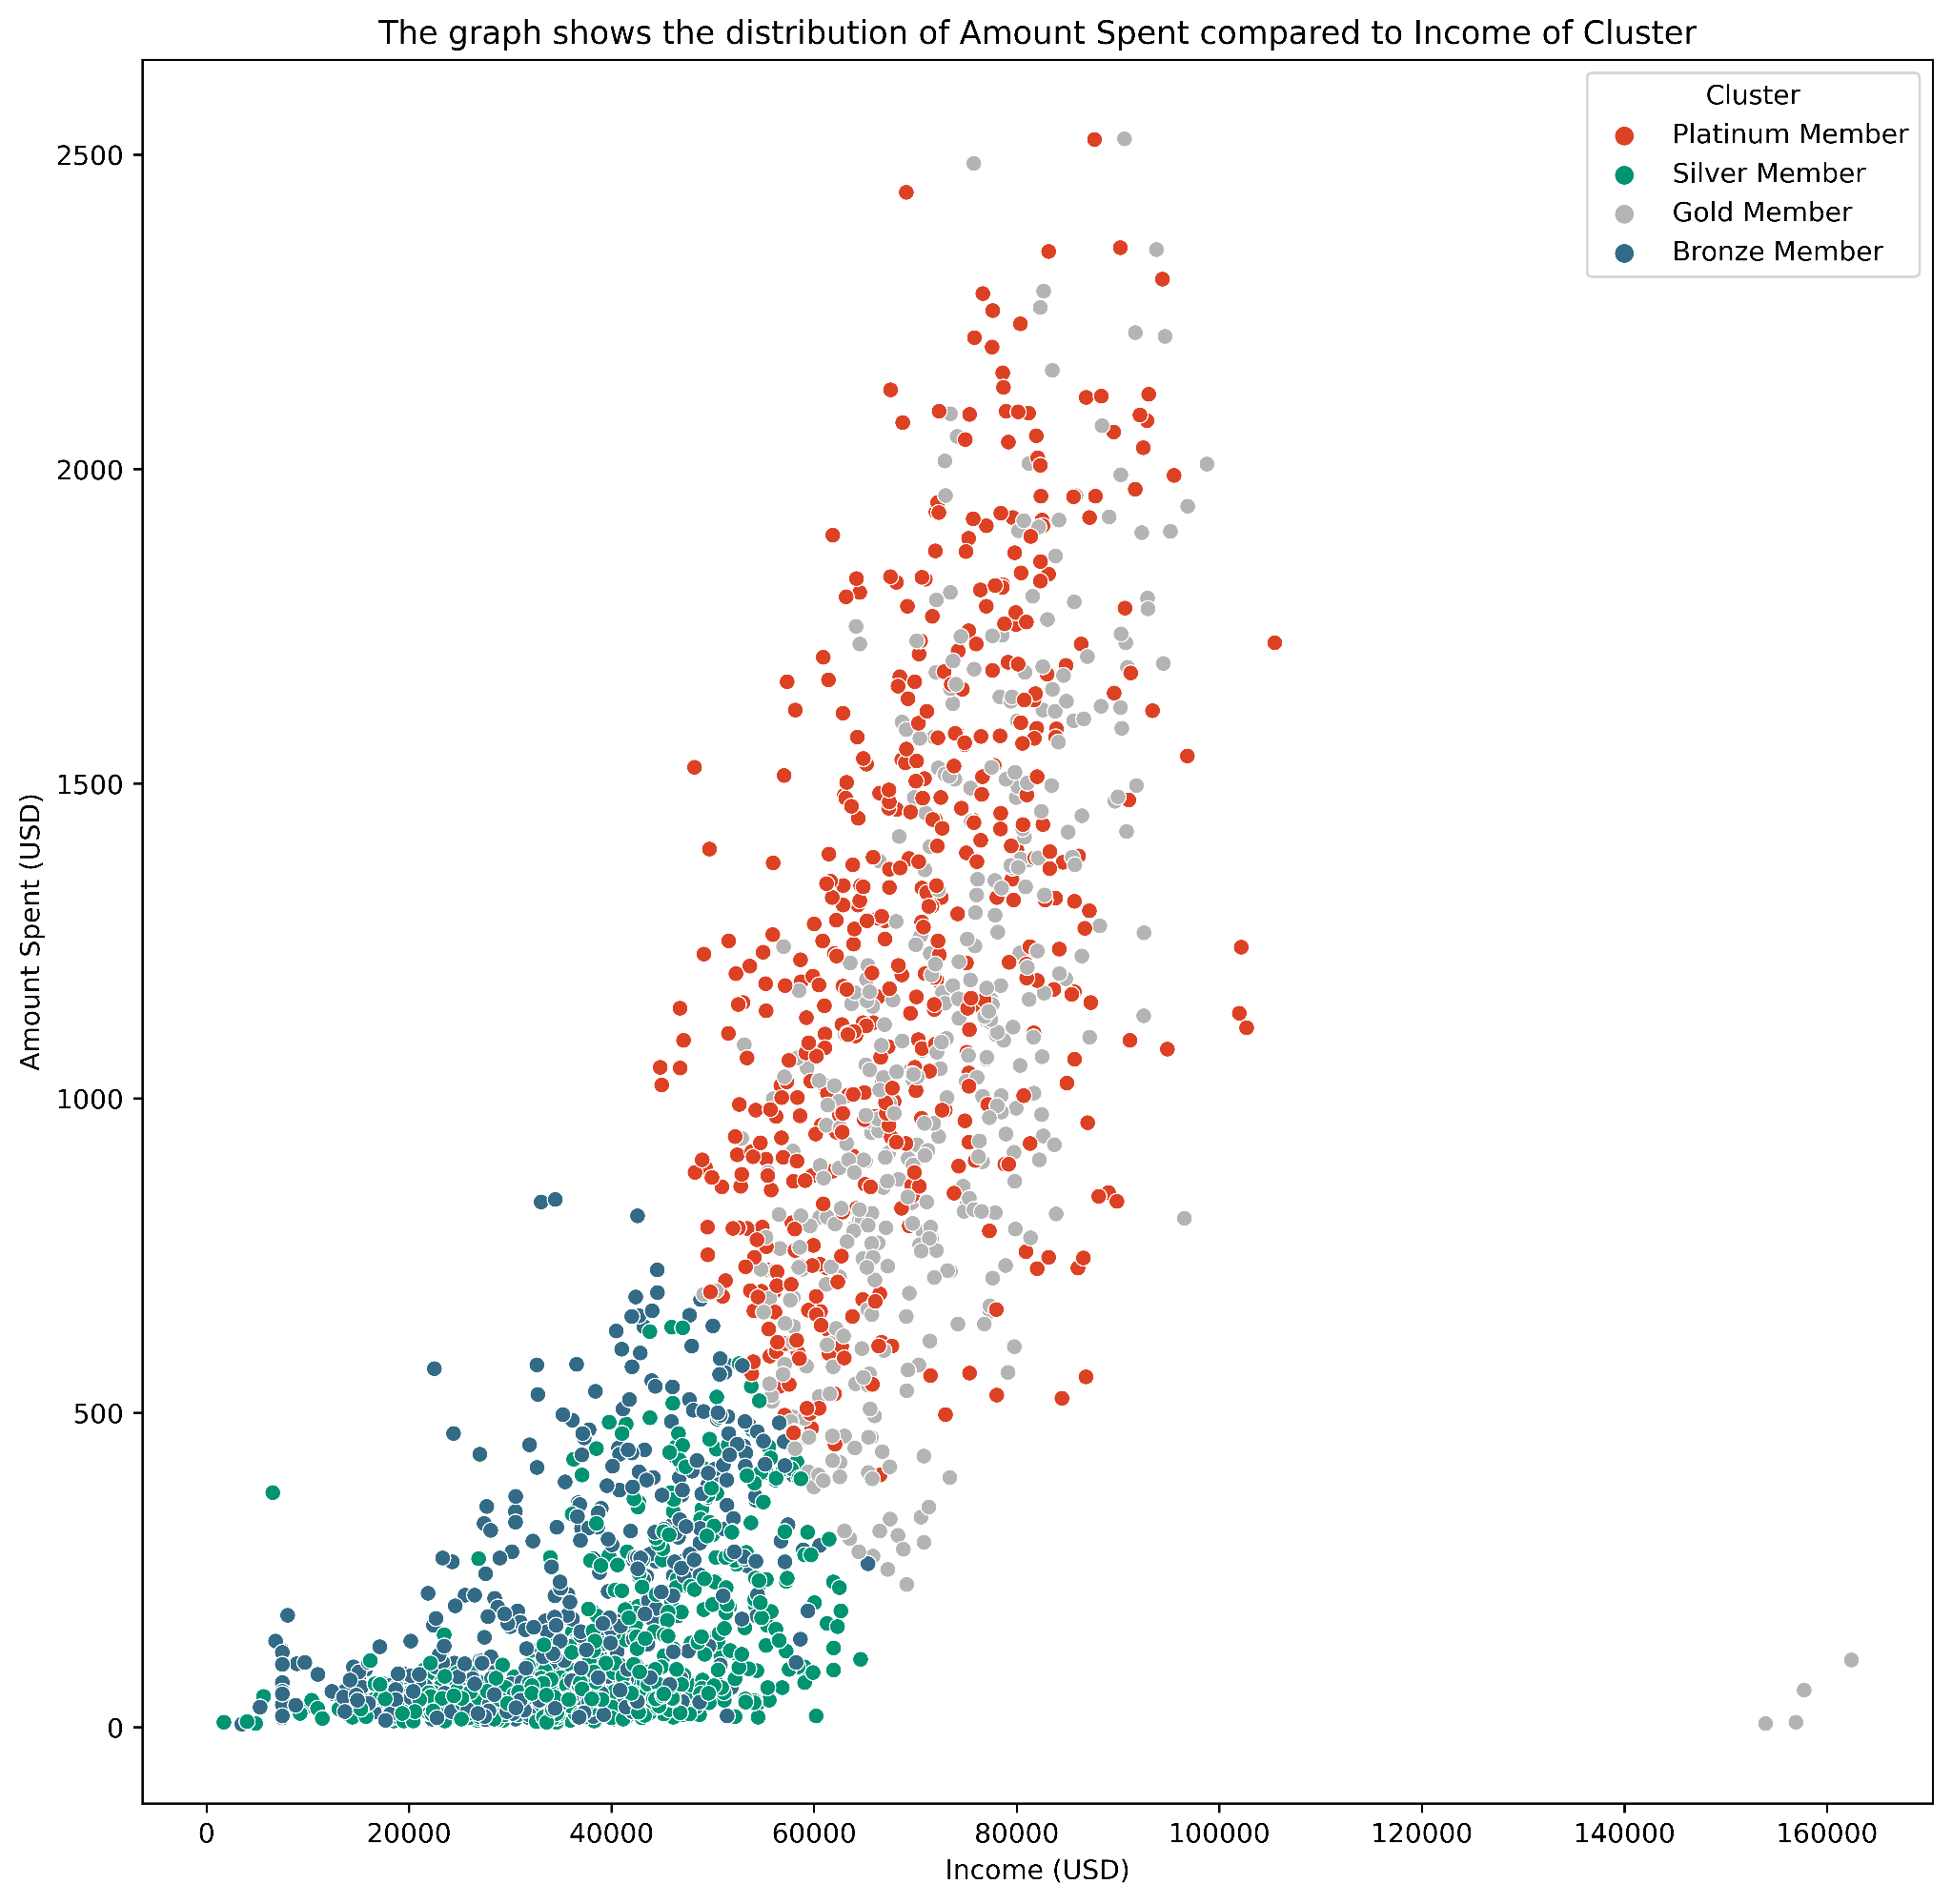 The graph shows the distribution of Amount Spent compared to Income of Cluster
Cluster
Platinum Member
Silver Member
Gold Member
Bronze Member
Amount Spent (USD)
2500
2000
1500
1000
500
0
0 20000 40000 60000 80000 100000 120000 140000 160000
Income (USD)